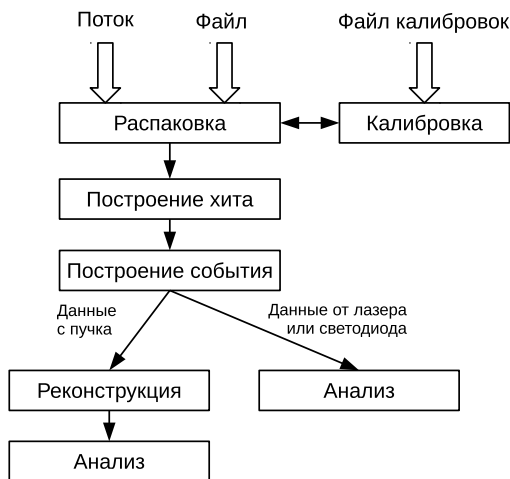 Поток
Файл
Файл калибровок
Распаковка
Калибровка
Построение хита
Построение события
Данные
с пучка
Данные от лазера
или светодиода
Реконструкция
Анализ
Анализ